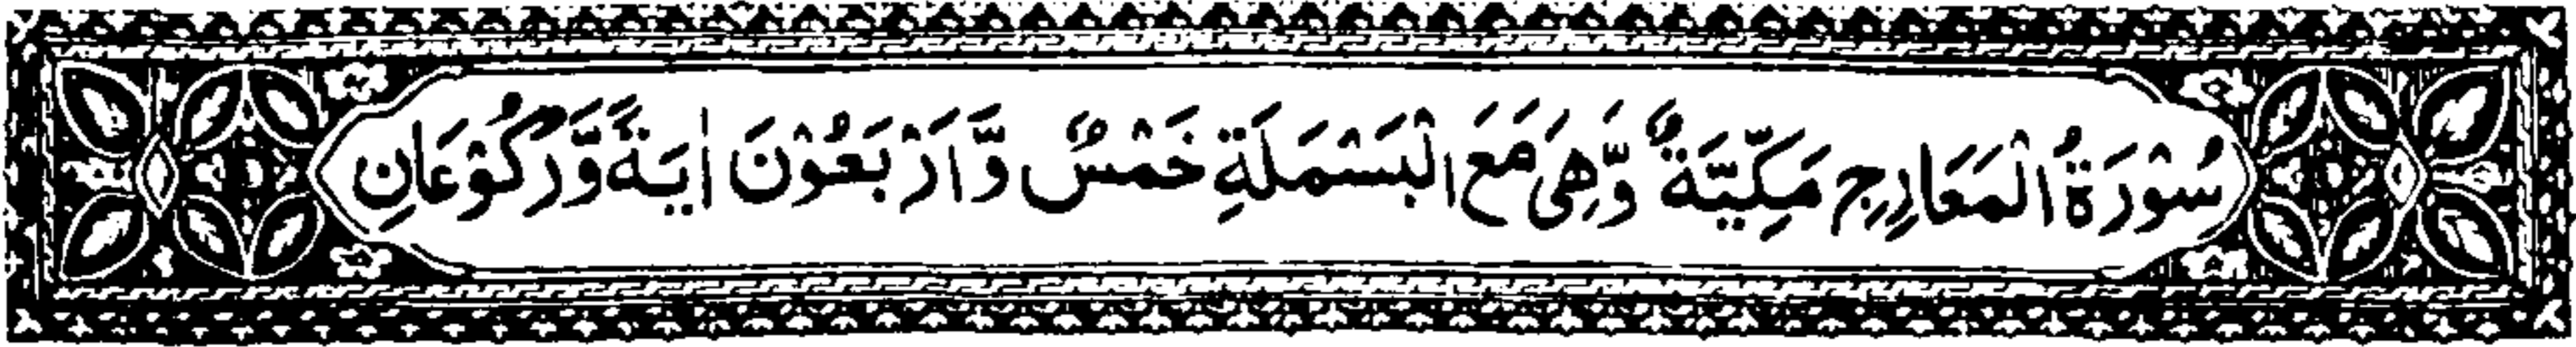 سُوْرَةُ الْمَعَارِجِ مَكِّيَّةٌ وَّهِیَ مَعَ الْبَسْمَلَةِ خَمْسٌ وَّاَرْبَعُوْنَ اٰيَةً وَّرُكُوْعَانِ